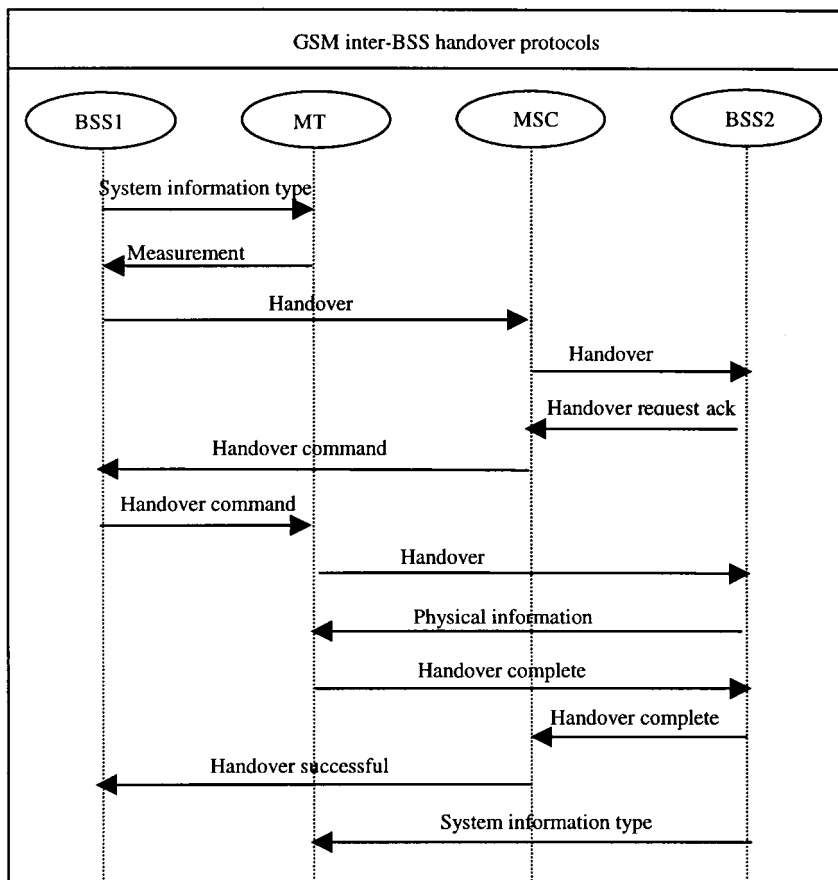 GSM inter-BSS handover protocols
BSS1 MT MSC BSS2
System information type
Measurement
Handover
Handover
Handover request ack
Handover command
Handover command
Handover
Physical information
Handover complete
Handover complete
Handover successful
System information type